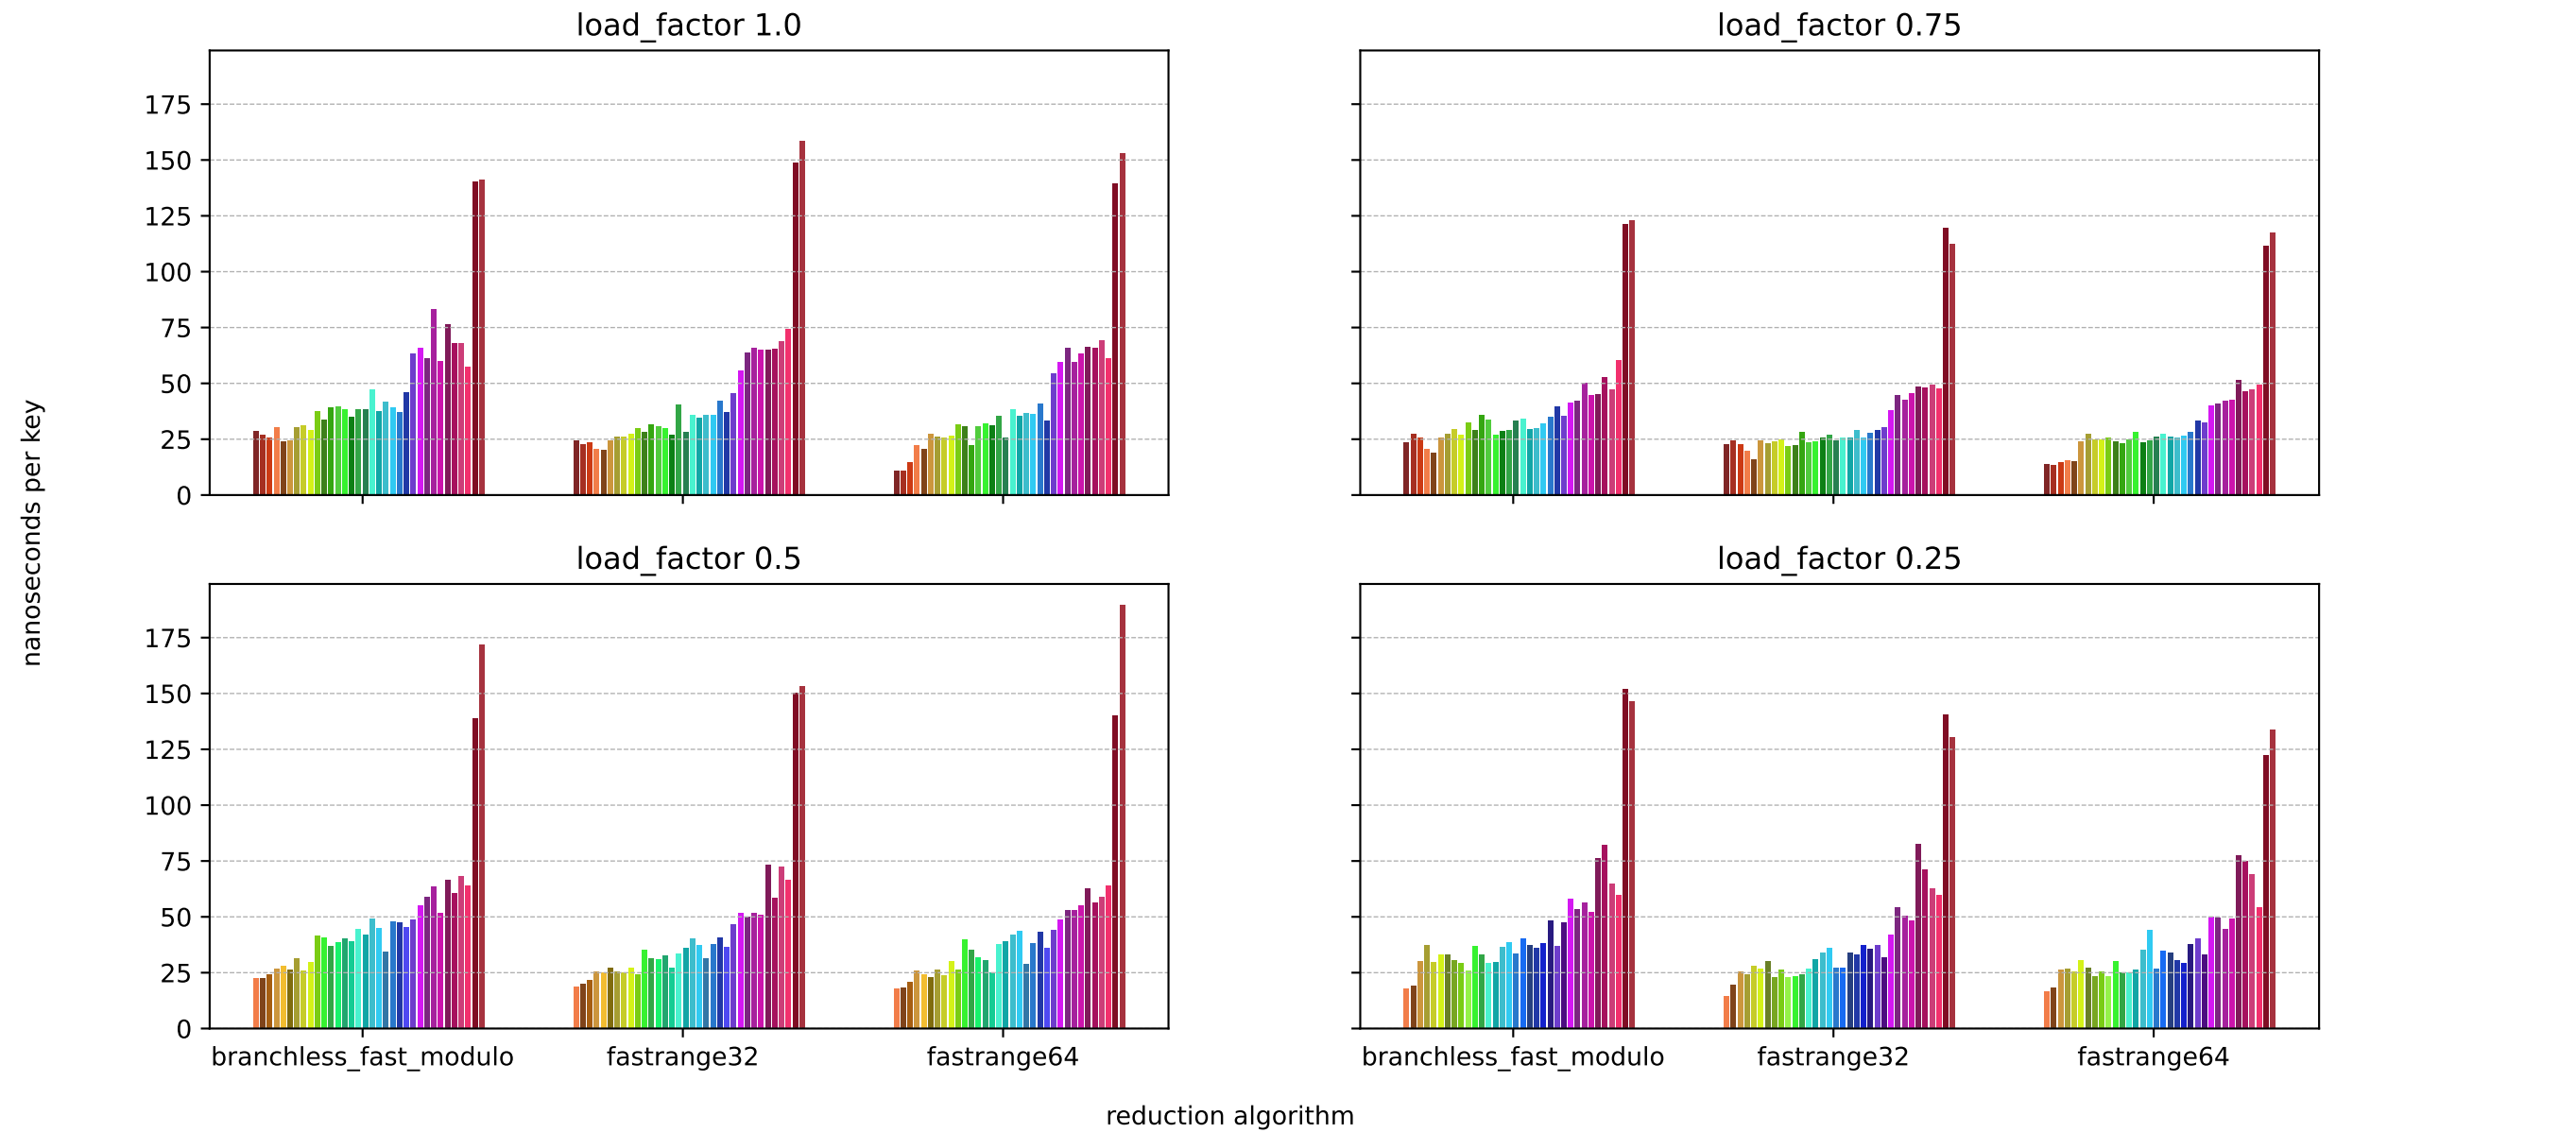 load_factor 1.0
load_factor 0.75
175
150
125
100
75
50
25
0
nanoseconds per key
load_factor 0.5
load_factor 0.25
175
150
125
100
75
50
25
0
branchless_fast_modulo
fastrange32
fastrange64
branchless_fast_modulo
fastrange32
fastrange64
reduction algorithm